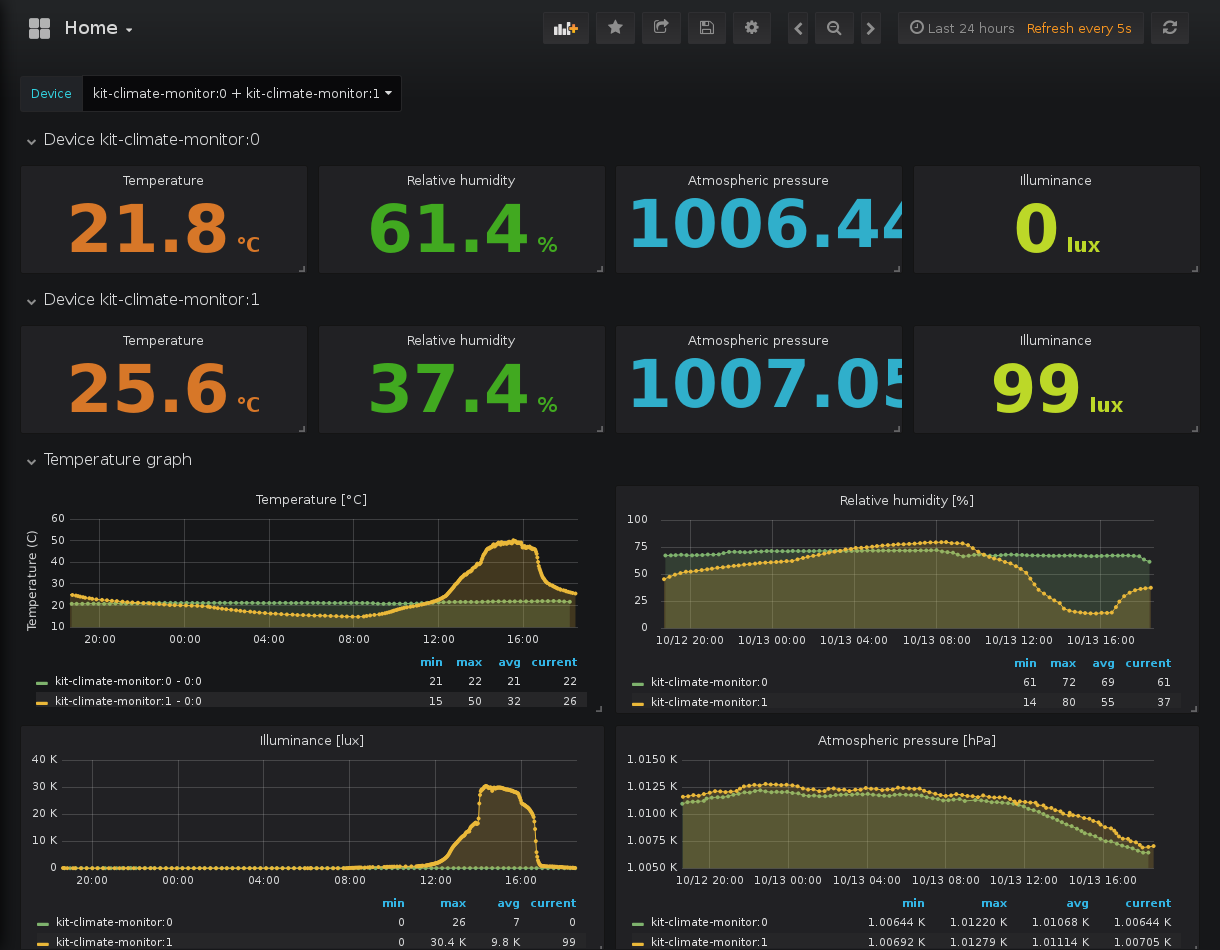 Home
Last 24 hours Refresh every 5s
Device kit-climate-monitor:0 + kit-climate-monitor:1
Device kit-climate-monitor:0
Temperature Relative humidity Atmospheric pressure Illuminance
21.8 °C 61.4 % 1006.44 0 lux
Device kit-climate-monitor:1
Temperature Relative humidity Atmospheric pressure Illuminance
25.6 °C 37.4 % 1007.05 99 lux
Temperature graph
Temperature [°C]
Temperature (C)
60
50
40
30
20
10
20:00 00:00 04:00 08:00 12:00 16:00
min max avg current
kit-climate-monitor:0 - 0:0 21 22 21 22
kit-climate-monitor:1 - 0:0 15 50 32 26
Relative humidity [%]
100
75
50
25
0
10/12 20:00 10/13 00:00 10/13 04:00 10/13 08:00 10/13 12:00 10/13 16:00
min max avg current
kit-climate-monitor:0 61 72 69 61
kit-climate-monitor:1 14 80 55 37
Illuminance [lux]
40 K
30 K
20 K
10 K
0
20:00 00:00 04:00 08:00 12:00 16:00
min max avg current
kit-climate-monitor:0 0 26 7 0
kit-climate-monitor:1 0 30.4 K 9.8 K 99
Atmospheric pressure [hPa]
1.0150 K
1.0125 K
1.0100 K
1.0075 K
1.0050 K
10/12 20:00 10/13 00:00 10/13 04:00 10/13 08:00 10/13 12:00 10/13 16:00
min max avg current
kit-climate-monitor:0 1.00644 K 1.01220 K 1.01068 K 1.00644 K
kit-climate-monitor:1 1.00692 K 1.01279 K 1.01114 K 1.00705 K